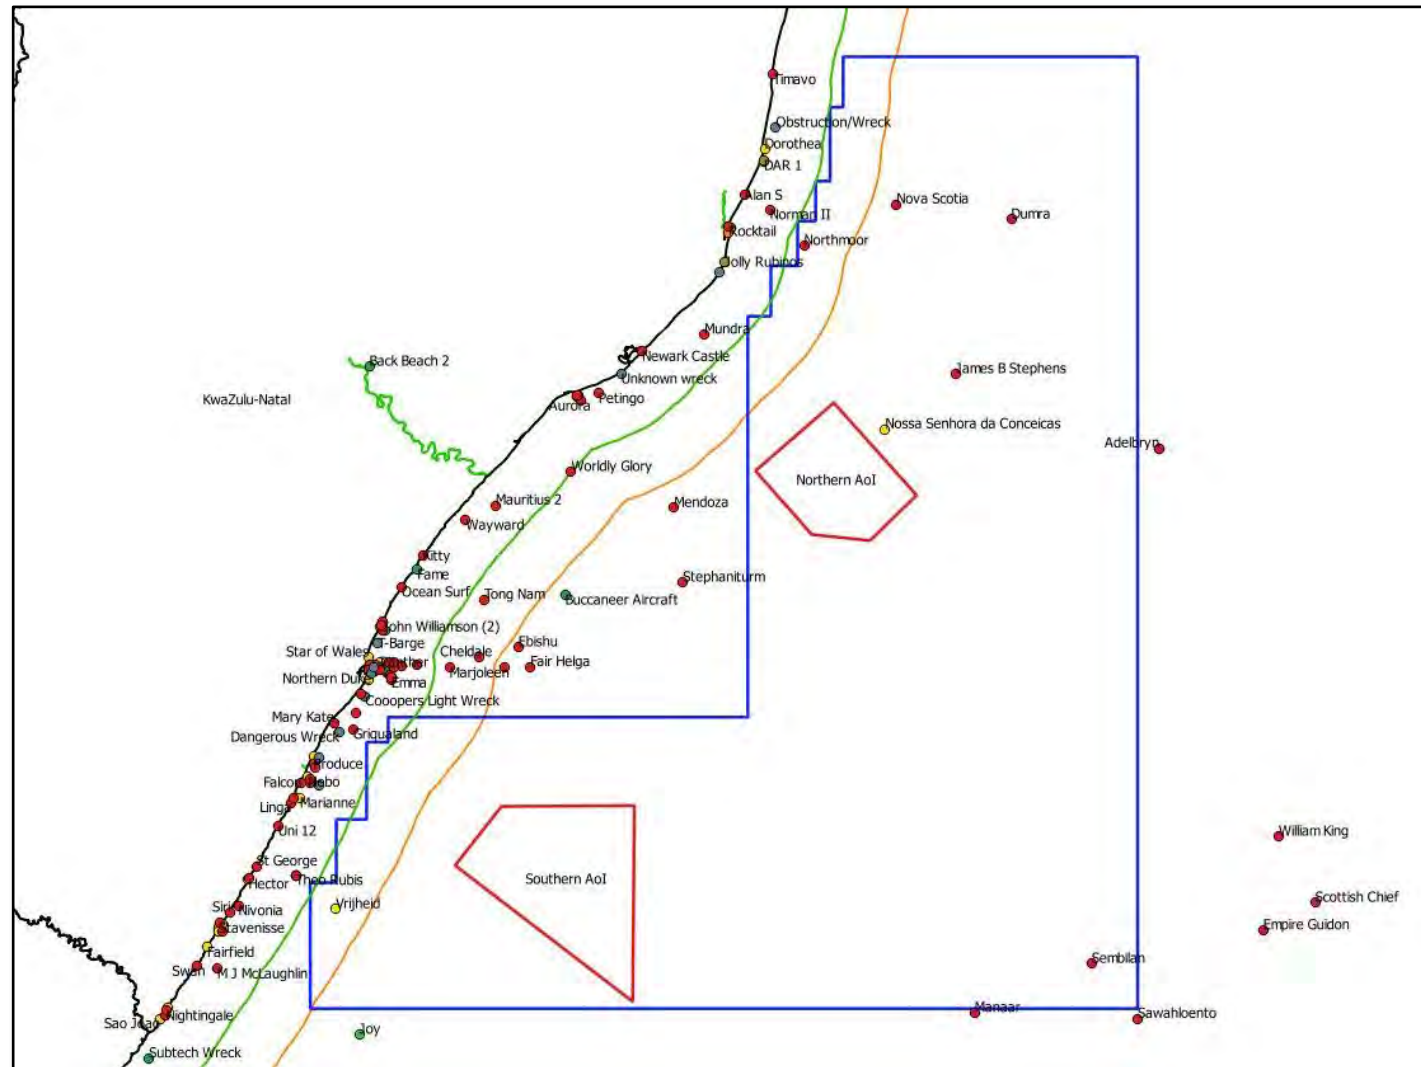 Timavo
Obstruction/Wreck
Dorothea
DAR 1
Alan S
Nova Scotia
Norman II
Dumra
Rocktail
Northmoor
Jolly Rubinos
Mundra
Newark Castle
Back Beach 2
James B Stephens
Unknown wreck
Petingo
KwaZulu-Natal
Aurora
Nossa Senhora da Conceicas
Adelbryn
Worldly Glory
Northern AoI
Mauritius 2
Mendoza
Wayward
Kitty
Fame
Stephaniturm
Ocean Surf
Tong Nam
Buccaneer Aircraft
John Williamson (2)
T-Barge
Ebishu
Star of Wales
Cheldale
Fair Helga
Marjoleen
Northern Duke
Emma
Cooopers Light Wreck
Mary Kate
Griqualand
Dangerous Wreck
Produce
Falcon
Nebo
Marianne
Linga
Uni 12
William King
St George
Theo Rubis
Southern AoI
Hector
Scottish Chief
Vrijheid
Nivonia
Stavenisse
Empire Guidon
Fairfield
Sembilan
Swan
M J McLaughlin
Manaar
Sawahloento
Nightingale
Sao Joao
Joy
Subtech Wreck